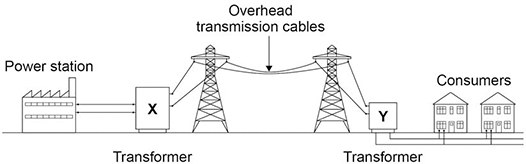 Overhead
transmission cables
Power station
Consumers
X
Y
Transformer
Transformer